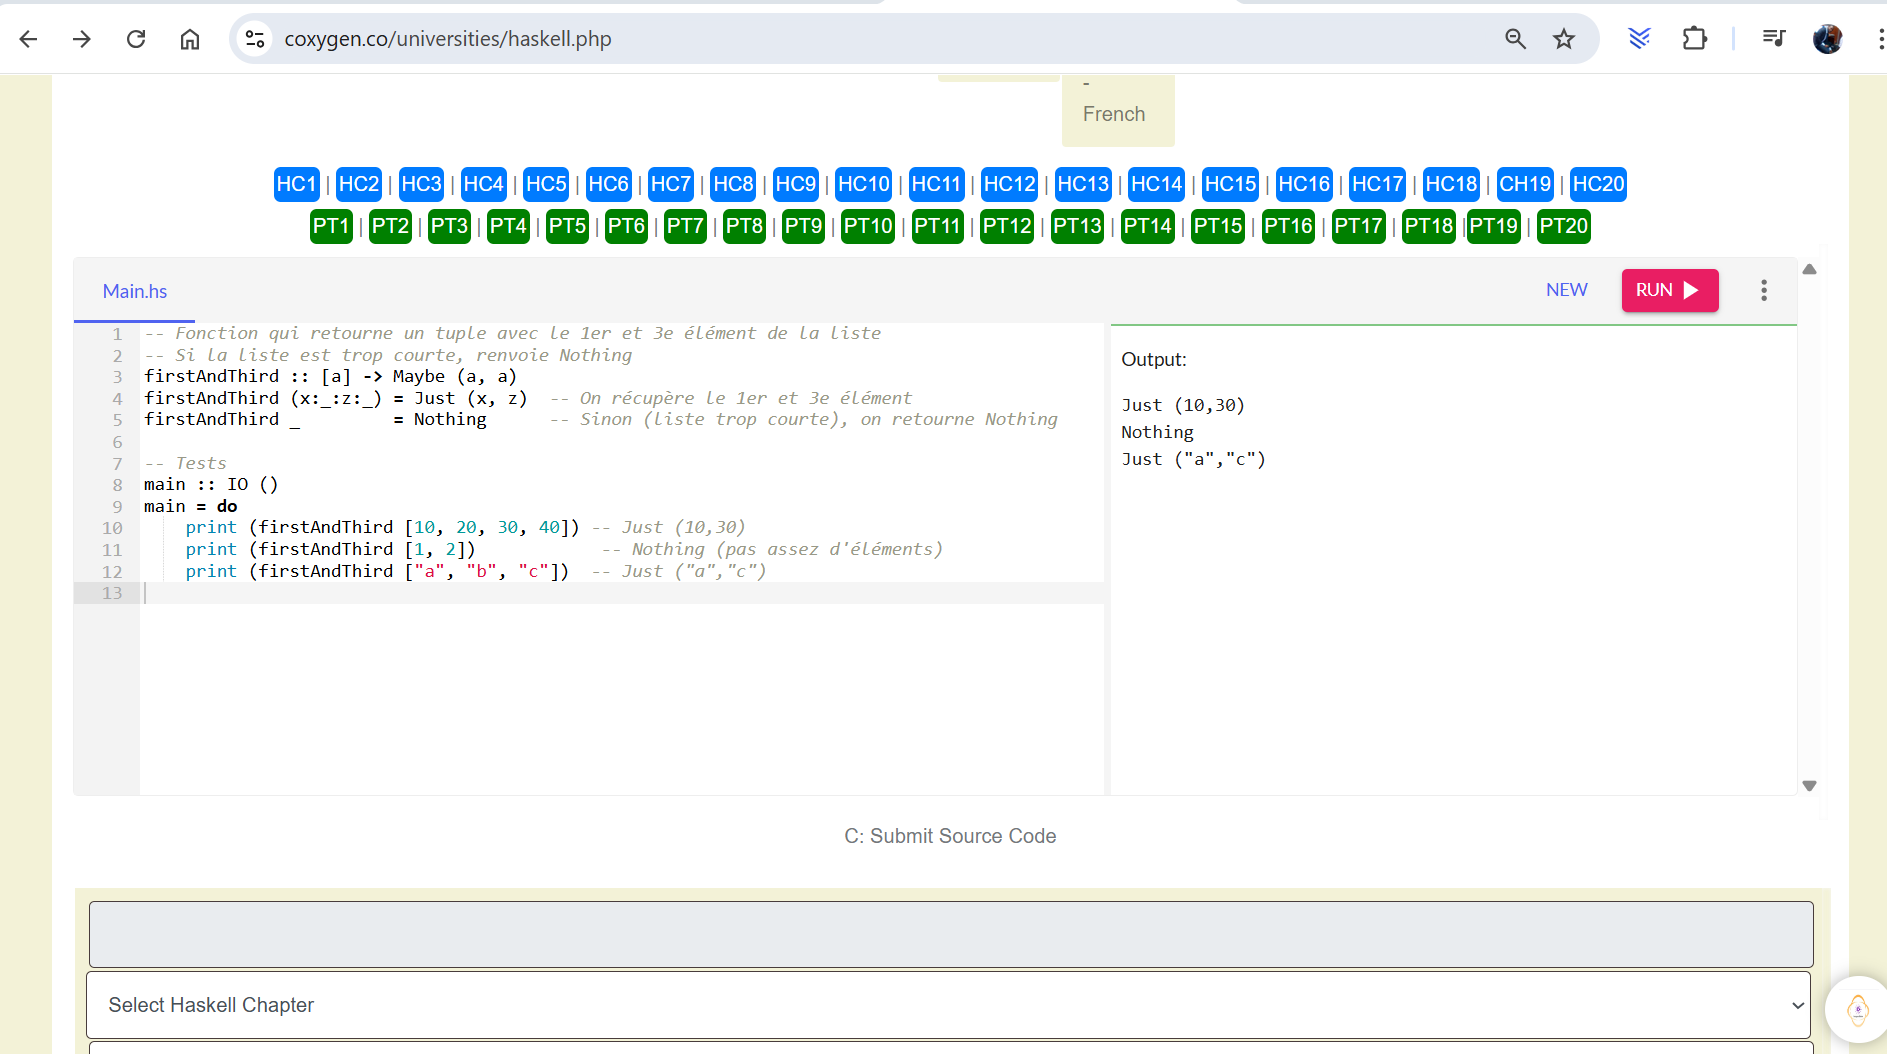 coxygen.co/universities/haskell.php
-
French
HC1 | HC2 | HC3 | HC4 | HC5 | HC6 | HC7 | HC8 | HC9 | HC10 | HC11 | HC12 | HC13 | HC14 | HC15 | HC16 | HC17 | HC18 | CH19 | HC20
PT1 | PT2 | PT3 | PT4 | PT5 | PT6 | PT7 | PT8 | PT9 | PT10 | PT11 | PT12 | PT13 | PT14 | PT15 | PT16 | PT17 | PT18 |PT19 | PT20
Main.hs
NEW
RUN
1 -- Fonction qui retourne un tuple avec le 1er et 3e élément de la liste
2 -- Si la liste est trop courte, renvoie Nothing
3 firstAndThird :: [a] -> Maybe (a, a)
4 firstAndThird (x:_:z:_) = Just (x, z)  -- On récupère le 1er et 3e élément
5 firstAndThird _         = Nothing      -- Sinon (liste trop courte), on retourne Nothing
6
7 -- Tests
8 main :: IO ()
9 main = do
10     print (firstAndThird [10, 20, 30, 40]) -- Just (10,30)
11     print (firstAndThird [1, 2])            -- Nothing (pas assez d'éléments)
12     print (firstAndThird ["a", "b", "c"])  -- Just ("a","c")
13
Output:
Just (10,30)
Nothing
Just ("a","c")
C: Submit Source Code
Select Haskell Chapter